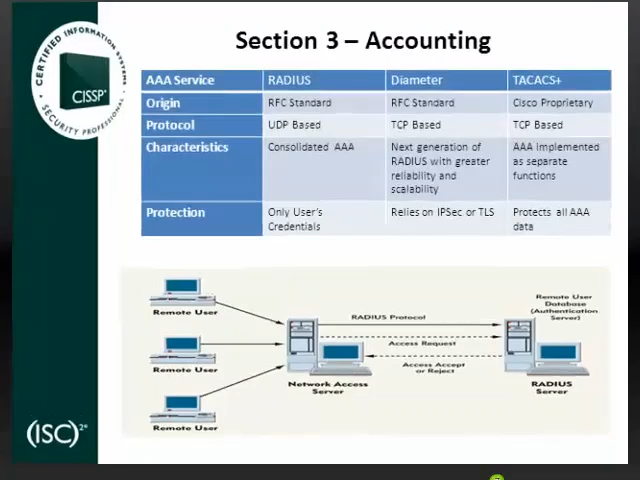 Section 3 – Accounting
CERTIFIED INFORMATION SYSTEMS
SECURITY PROFESSIONAL
CISSP®
AAA Service RADIUS Diameter TACACS+
Origin RFC Standard RFC Standard Cisco Proprietary
Protocol UDP Based TCP Based TCP Based
Characteristics Consolidated AAA Next generation of AAA Implemented
RADIUS with greater as separate
reliability and functions
scalability
Protection Only User's Relies on IPSec or TLS Protects all AAA
Credentials data
Remote User
Remote User
Remote User
Network Access
Server
RADIUS Protocol
Access Request
Access Accept
or Reject
Remote User
Database
(Authentication
Server)
RADIUS
Server
(ISC)²®